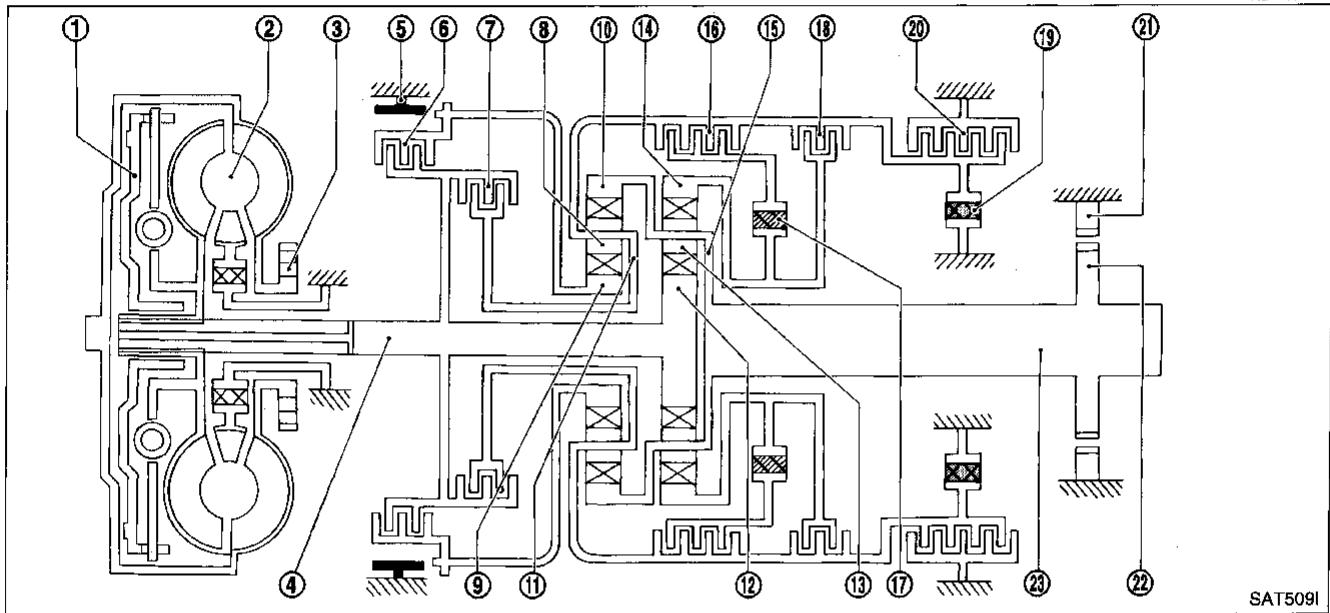 ① ② ③ ⑤ ⑥ ⑦ ⑧ ⑩ ⑭ ⑯ ⑮ ⑱ ⑳ ⑲ ㉑
④ ⑨ ⑪ ⑫ ⑬ ⑰ ㉓ ㉒
SAT509I